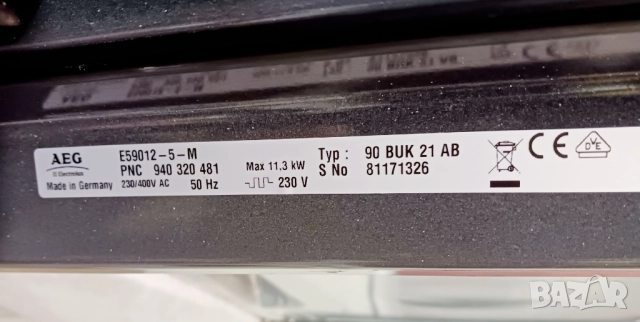 AEG
Electrolux
Made in Germany
E59012-5-M
PNC 940 320 481
230/400V AC 50 Hz
Max 11,3 kW
230 V
Typ : 90 BUK 21 AB
S No 81171326
CE
DVE
BAZAR